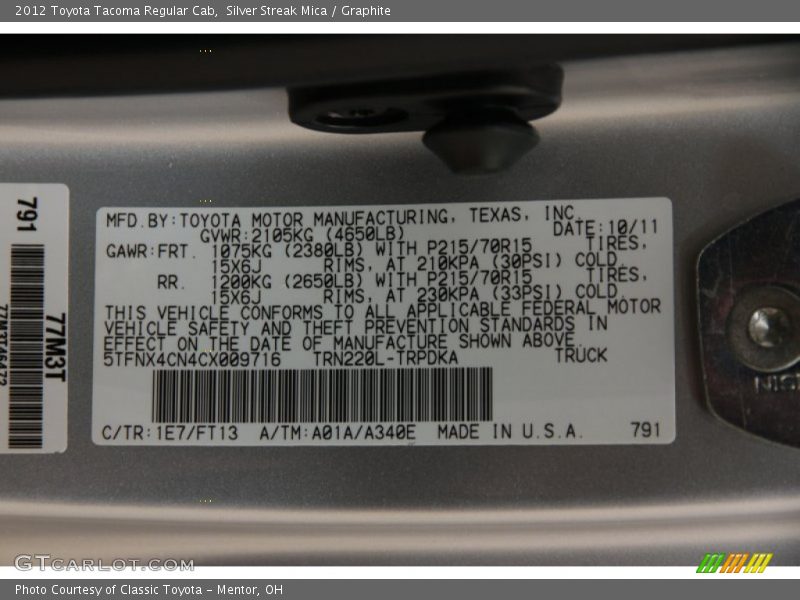 2012 Toyota Tacoma Regular Cab,  Silver Streak Mica / Graphite
791
77M3T
MFD.BY:TOYOTA MOTOR MANUFACTURING, TEXAS, INC.
GVWR:2105KG (4650LB) DATE:10/11
GAWR:FRT. 1075KG (2380LB) WITH P215/70R15 TIRES,
15X6J RIMS, AT 210KPA (30PSI) COLD.
RR. 1200KG (2650LB) WITH P215/70R15 TIRES,
15X6J RIMS, AT 230KPA (33PSI) COLD.
THIS VEHICLE CONFORMS TO ALL APPLICABLE FEDERAL MOTOR
VEHICLE SAFETY AND THEFT PREVENTION STANDARDS IN
EFFECT ON THE DATE OF MANUFACTURE SHOWN ABOVE.
5TFNX4CN4CX009716 TRN220L-TRPDKA TRUCK
C/TR:1E7/FT13 A/TM:A01A/A340E MADE IN U.S.A. 791
GTcarlot.com
Photo Courtesy of Classic Toyota - Mentor, OH